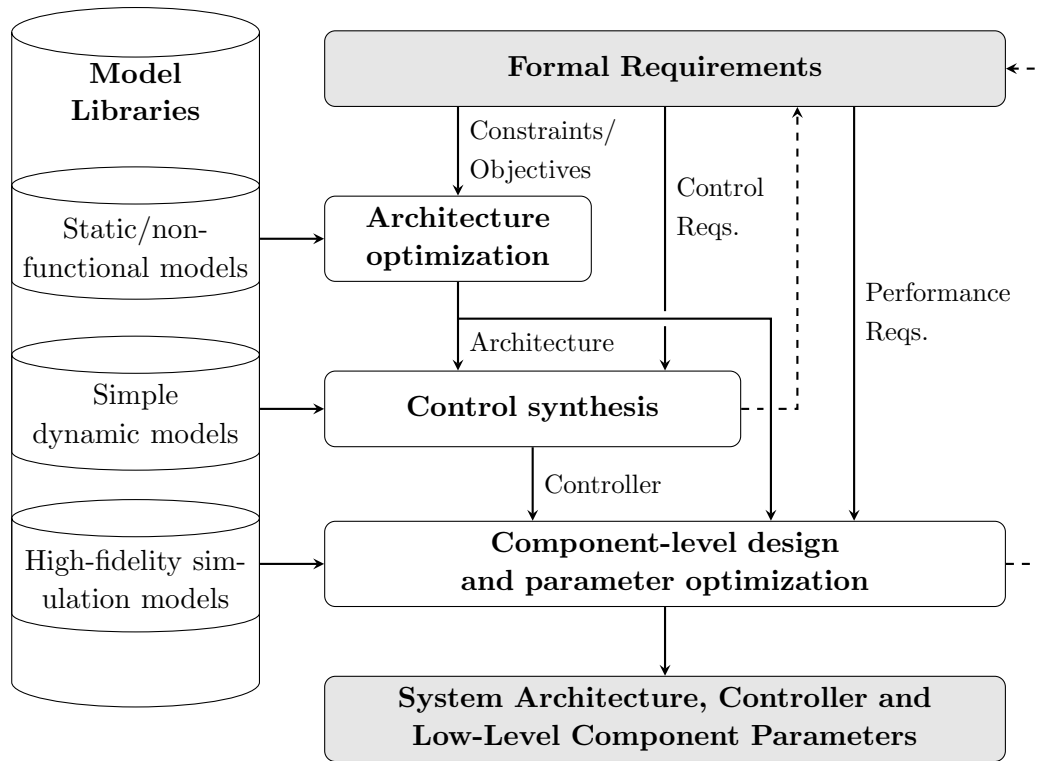 Model
Libraries
Static/non-
functional models
Simple
dynamic models
High-fidelity sim-
ulation models
Formal Requirements
Constraints/
Objectives
Control
Reqs.
Performance
Reqs.
Architecture
optimization
Architecture
Control synthesis
Controller
Component-level design
and parameter optimization
System Architecture, Controller and
Low-Level Component Parameters